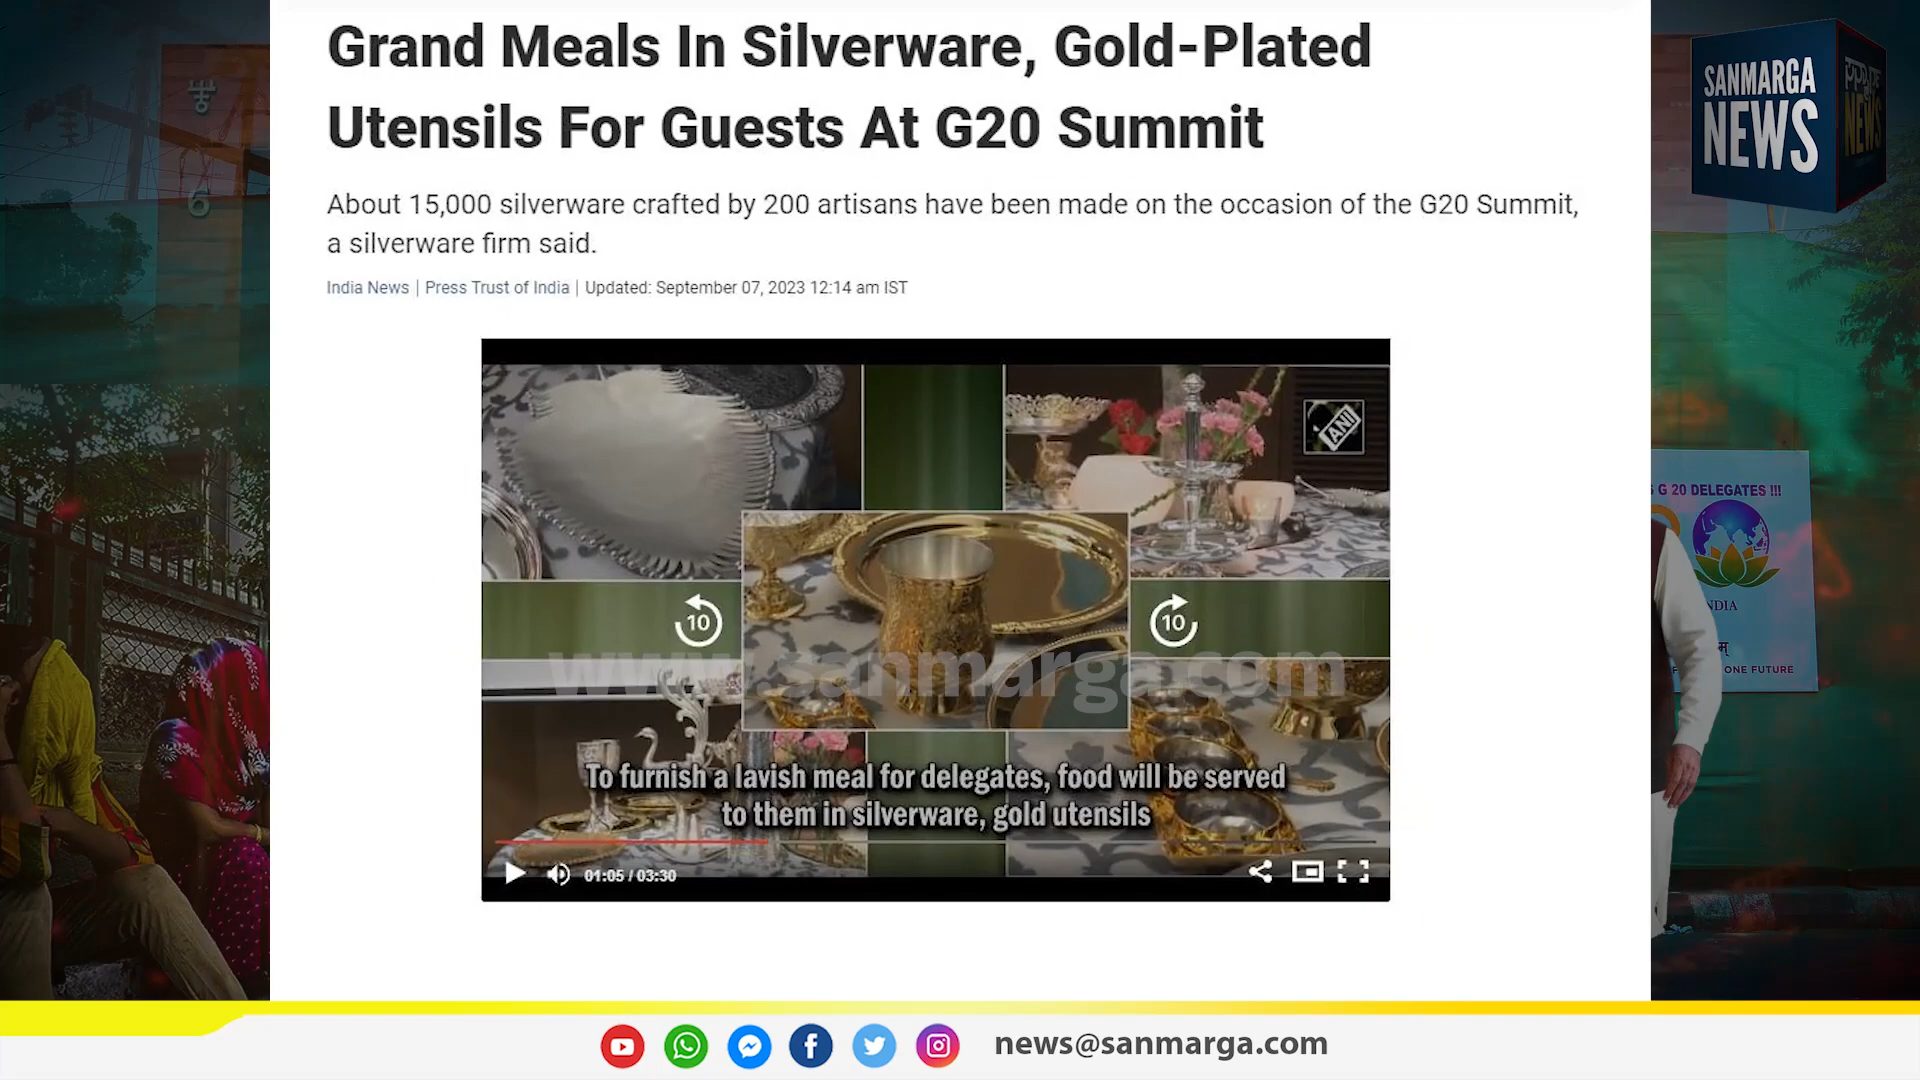 Grand Meals In Silverware, Gold-Plated
Utensils For Guests At G20 Summit
SANMARGA
NEWS
NEWS
About 15,000 silverware crafted by 200 artisans have been made on the occasion of the G20 Summit,
a silverware firm said.
India News | Press Trust of India | Updated: September 07, 2023 12:14 am IST
6
ANI
G 20 DELEGATES !!!
10
10
www.sanmarga.com
ONE FUTURE
To furnish a lavish meal for delegates, food will be served
to them in silverware, gold utensils
01:05 / 03:30
news@sanmarga.com